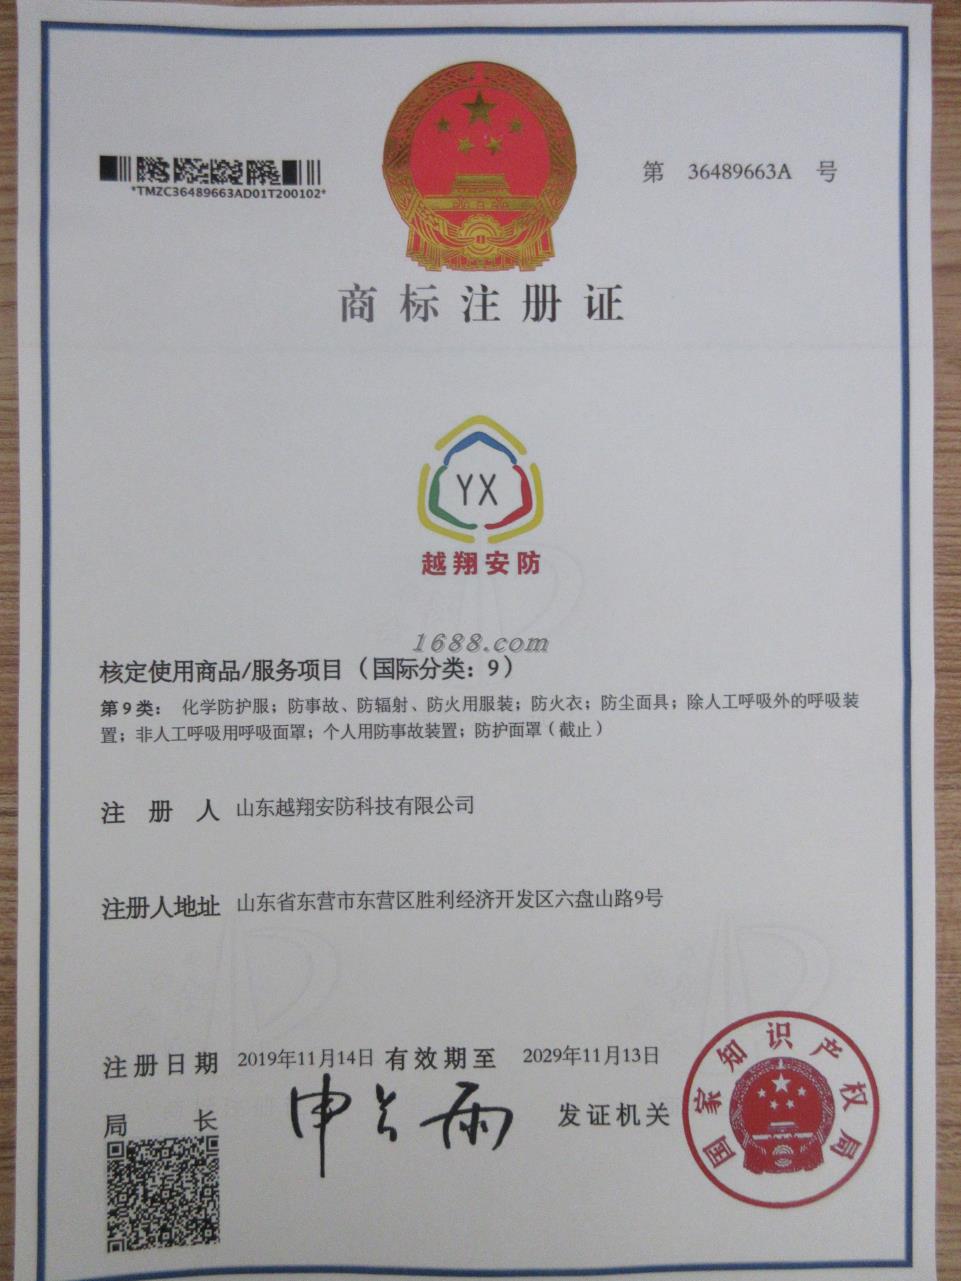 *TMZC36489663AD01T200102*
第 36489663A 号
商标注册证
YX
越翔安防
1688.com
核定使用商品/服务项目（国际分类：9）
第9类： 化学防护服；防事故、防辐射、防火用服装；防火衣；防尘面具；除人工呼吸外的呼吸装
置；非人工呼吸用呼吸面罩；个人用防事故装置；防护面罩（截止）
注 册 人 山东越翔安防科技有限公司
注册人地址 山东省东营市东营区胜利经济开发区六盘山路9号
注册日期 2019年11月14日 有效期至 2029年11月13日
局 长 申长雨 发证机关
国家知识产权局